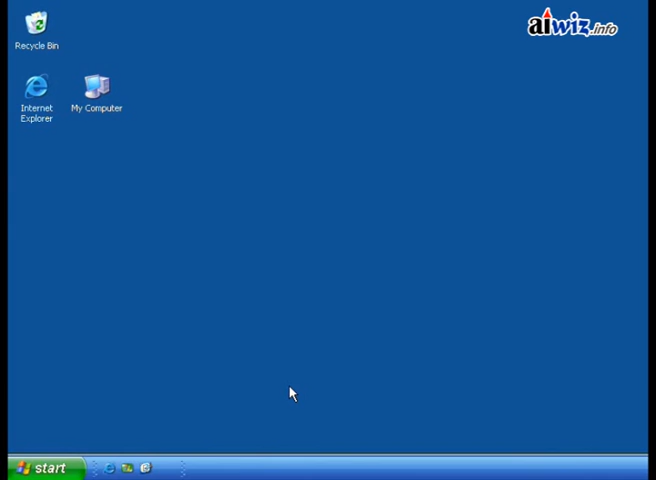 Recycle Bin
aiwiz.info
Internet
Explorer
My Computer
start